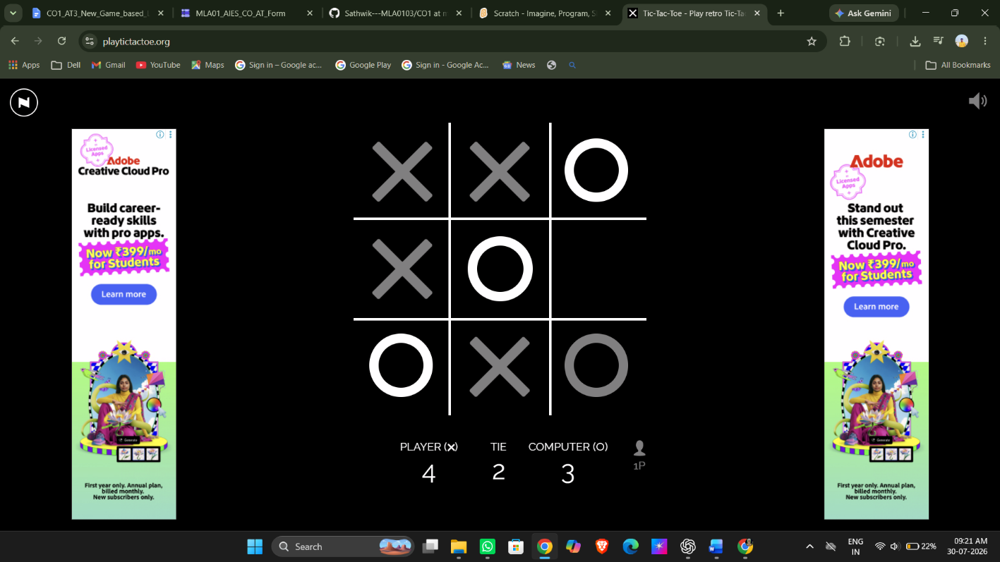 CO1_AT3_New_Game_based_
MLA01_AIES_CO_AT_Form
Sathwik---MLA0103/CO1 at m
Scratch - Imagine, Program, S
Tic-Tac-Toe - Play retro Tic-Tac
Ask Gemini
playtictactoe.org
Apps
Dell
Gmail
YouTube
Maps
Sign in – Google ac...
Google Play
Sign in - Google Ac...
News
All Bookmarks
Licensed
Apps
Adobe
Creative Cloud Pro
Build career-
ready skills
with pro apps.
Now ₹399/mo
for Students
Learn more
Generate
First year only. Annual plan,
billed monthly.
New subscribers only.
PLAYER (X)
TIE
COMPUTER (O)
4
2
3
1P
Adobe
Licensed
Apps
Stand out
this semester
with Creative
Cloud Pro.
Now ₹399/mo
for Students
Learn more
Generate
First year only. Annual plan,
billed monthly.
New subscribers only.
Search
ENG
IN
22%
09:21 AM
30-07-2026